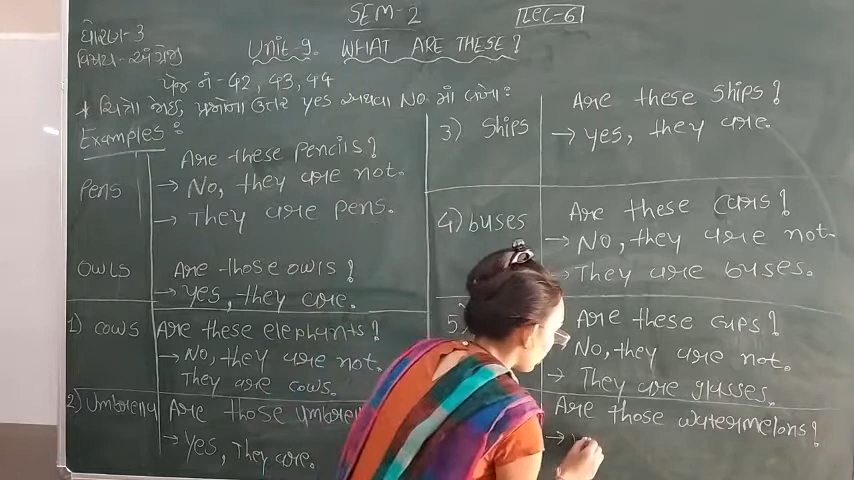 SEM-2
LEC-6
ધોરણ-3
વિષય-અંગ્રેજી
Unit-9. WHAT ARE THESE?
પેજ નં-42, 43, 44
* ચિત્રો જોઇ, પ્રશ્નોના ઉત્તર yes અથવા No માં લખો:
Examples:
Pens
Are these Pencils?
→ No, they are not.
→ They are pens.
Owls
Are those owls?
→ Yes, they are.
1) Cows
Are these elephants?
→ No, they are not.
They are cows.
2) Umbrella
Are those umbre
→ Yes, They are.
3) Ships
Are these ships?
→ Yes, they are.
4) buses
Are these cars?
→ No, they are not.
→ They are buses.
5)
Are these cups?
→ No, they are not.
→ They are glasses.
Are those watermelons?
→